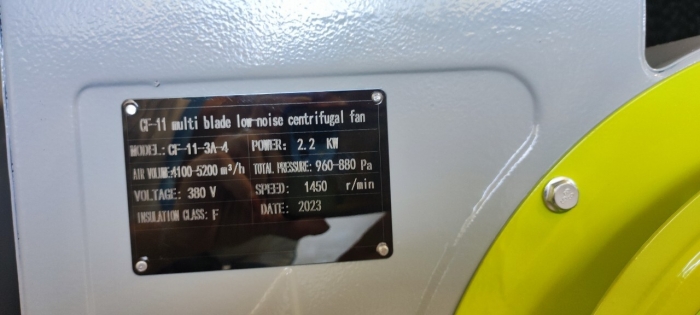 CF-11 multi blade low-noise centrifugal fan
MODEL: CF-11-3A-4 POWER: 2.2 KW
AIR VOLUME:4100-5200 m³/h TOTAL PRESSURE: 960-880 Pa
VOLTAGE: 380 V SPEED: 1450 r/min
INSULATION CLASS: F DATE: 2023